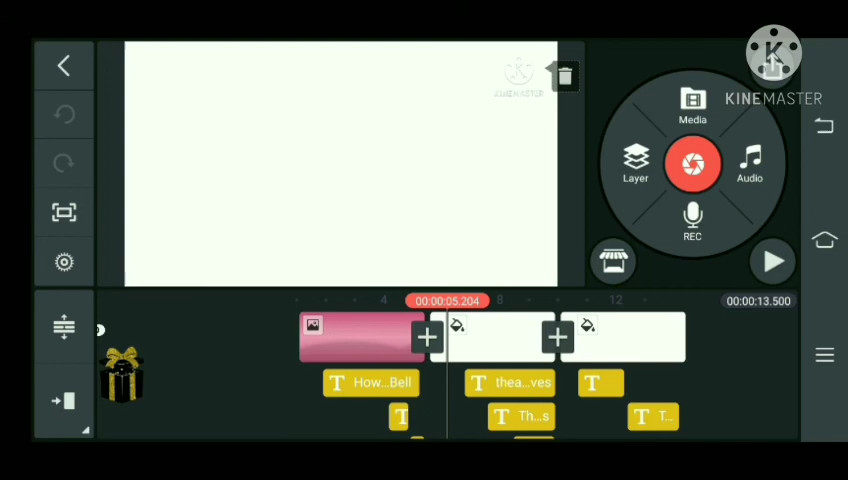 KINEMASTER
KINEMASTER
Media
Layer
Audio
REC
4
00:00:05.204
8
12
00:00:13.500
T How...Bell
T thea...ves
T
T
T Th...s
T T...